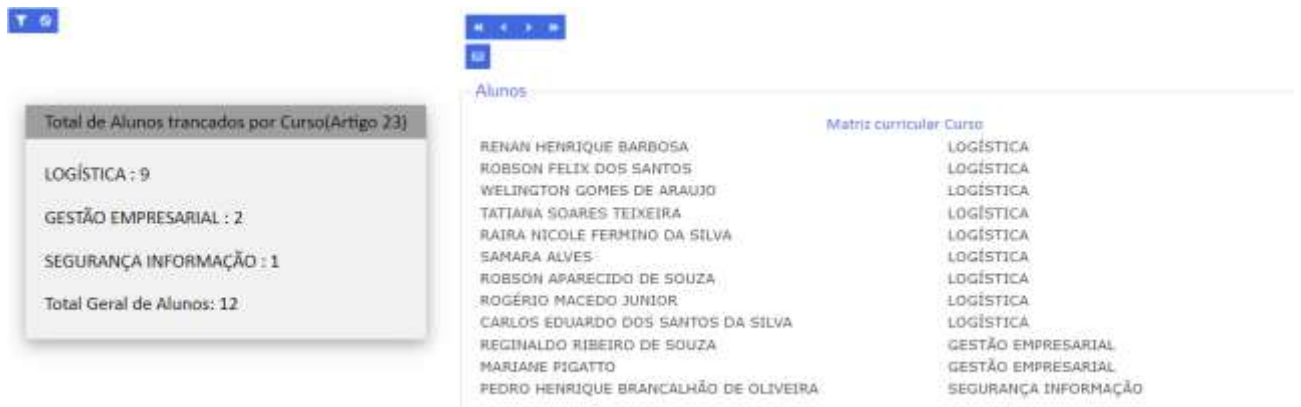 Total de Alunos trancados por Curso(Artigo 23)
LOGÍSTICA : 9
GESTÃO EMPRESARIAL : 2
SEGURANÇA INFORMAÇÃO : 1
Total Geral de Alunos: 12
Alunos
Matriz curricular Curso
RENAN HENRIQUE BARBOSA LOGÍSTICA
ROBSON FELIX DOS SANTOS LOGÍSTICA
WELINGTON GOMES DE ARAUJO LOGÍSTICA
TATIANA SOARES TEIXEIRA LOGÍSTICA
RAIRA NICOLE FERMINO DA SILVA LOGÍSTICA
SAMARA ALVES LOGÍSTICA
ROBSON APARECIDO DE SOUZA LOGÍSTICA
ROGÉRIO MACEDO JUNIOR LOGÍSTICA
CARLOS EDUARDO DOS SANTOS DA SILVA LOGÍSTICA
REGINALDO RIBEIRO DE SOUZA GESTÃO EMPRESARIAL
MARIANE PIGATTO GESTÃO EMPRESARIAL
PEDRO HENRIQUE BRANCALHÃO DE OLIVEIRA SEGURANÇA INFORMAÇÃO